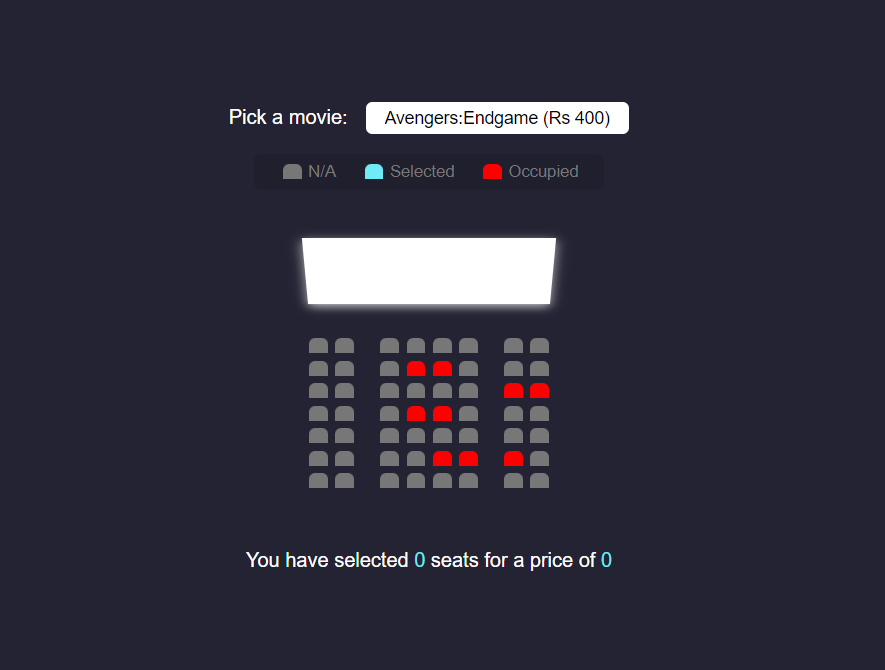 Pick a movie: Avengers:Endgame (Rs 400)
N/A Selected Occupied
You have selected 0 seats for a price of 0